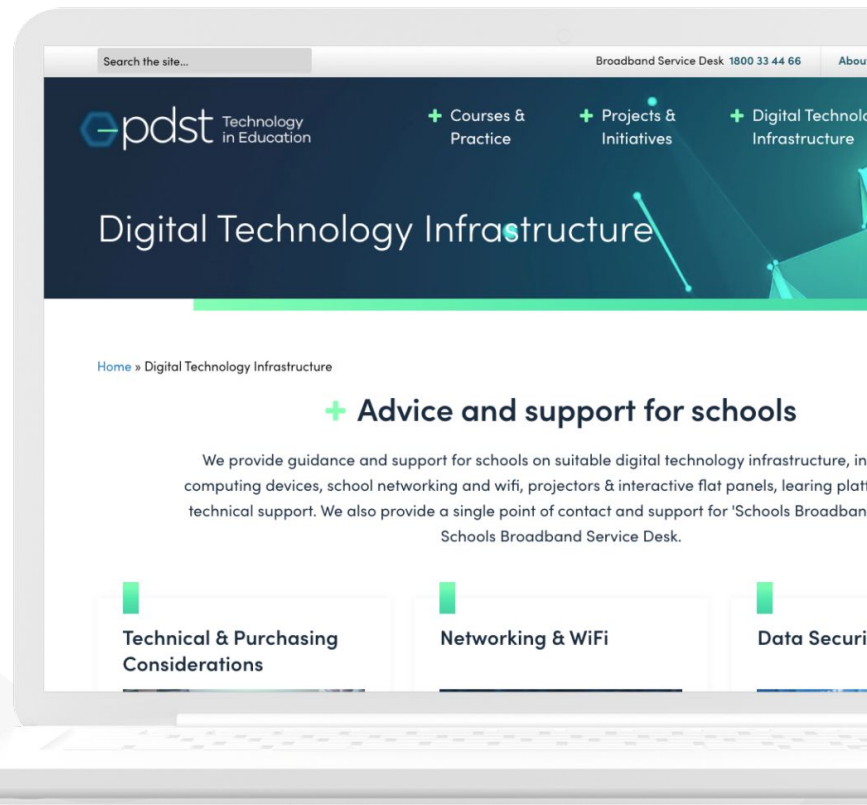 Search the site...
Broadband Service Desk 1800 33 44 66
pdst Technology
in Education
+ Courses &
Practice
+ Projects &
Initiatives
+ Digital
Infrastructure
Digital Technology Infrastructure
Home » Digital Technology Infrastructure
+ Advice and support for schools
We provide guidance and support for schools on suitable digital technology infrastructure,
computing devices, school networking and wifi, projectors & interactive flat panels, learing
technical support. We also provide a single point of contact and support for 'Schools
Schools Broadband Service Desk.
Technical & Purchasing
Considerations
Networking & WiFi
Data